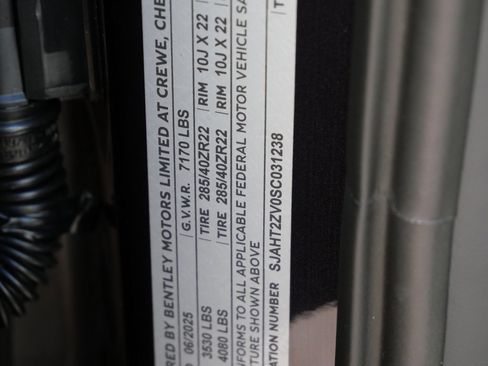 RED BY BENTLEY MOTORS LIMITED AT CREWE, CHE
06/2025 G.V.W.R. 7170 LBS
3530 LBS TIRE 285/40ZR22 RIM 10J X 22
4080 LBS TIRE 285/40ZR22 RIM 10J X 22
NFORMS TO ALL APPLICABLE FEDERAL MOTOR VEHICLE SA
TURE SHOWN ABOVE
ATION NUMBER SJAHT2ZV0SC031238 T